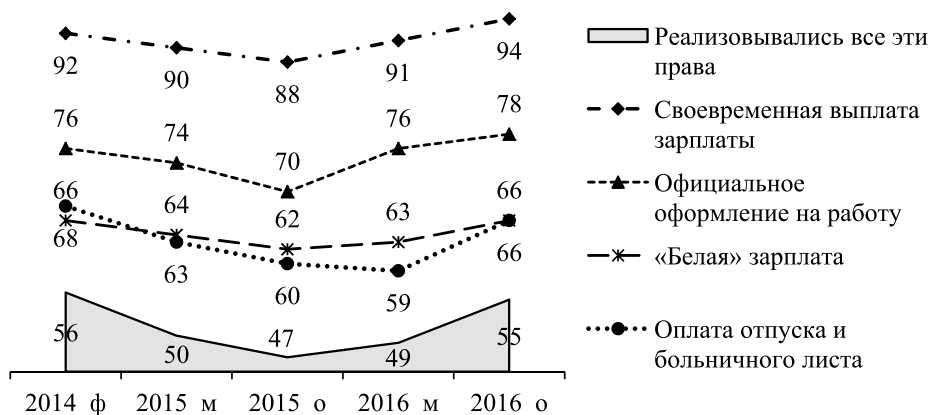 92 90 88 91 94
76 74 70 76 78
66 64 62 63 66
68 63 60 59 66
56 50 47 49 55
2014 ф 2015 м 2015 о 2016 м 2016 о
Реализовывались все эти
права
Своевременная выплата
зарплаты
Официальное
оформление на работу
«Белая» зарплата
Оплата отпуска и
больничного листа